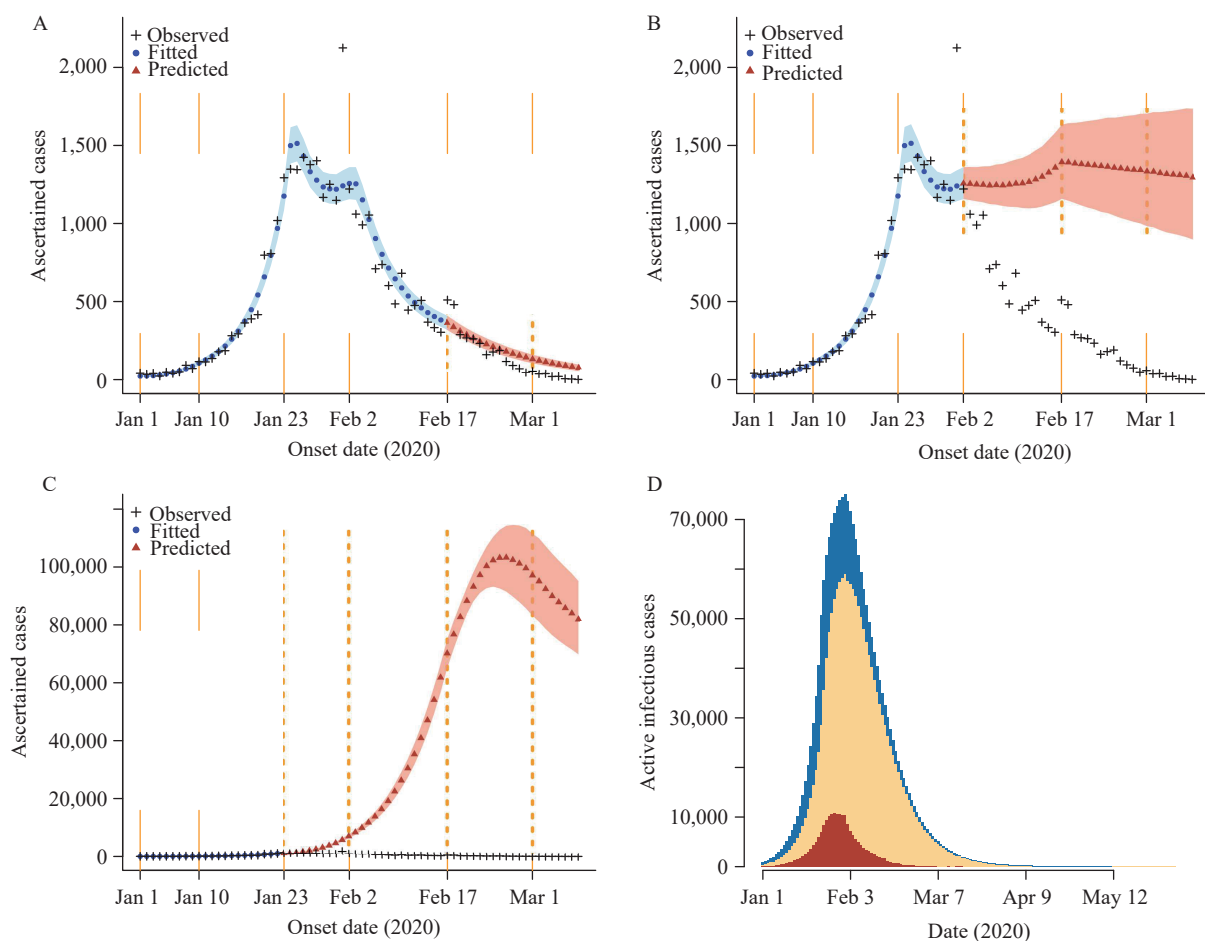 A
+ Observed
Fitted
Predicted
Ascertained cases
2,000
1,500
1,000
500
0
Jan 1 Jan 10 Jan 23 Feb 2 Feb 17 Mar 1
Onset date (2020)
B
+ Observed
Fitted
Predicted
Ascertained cases
2,000
1,500
1,000
500
0
Jan 1 Jan 10 Jan 23 Feb 2 Feb 17 Mar 1
Onset date (2020)
C
+ Observed
Fitted
Predicted
Ascertained cases
100,000
80,000
60,000
40,000
20,000
0
Jan 1 Jan 10 Jan 23 Feb 2 Feb 17 Mar 1
Onset date (2020)
D
Active infectious cases
70,000
50,000
30,000
10,000
0
Jan 1 Feb 3 Mar 7 Apr 9 May 12
Date (2020)